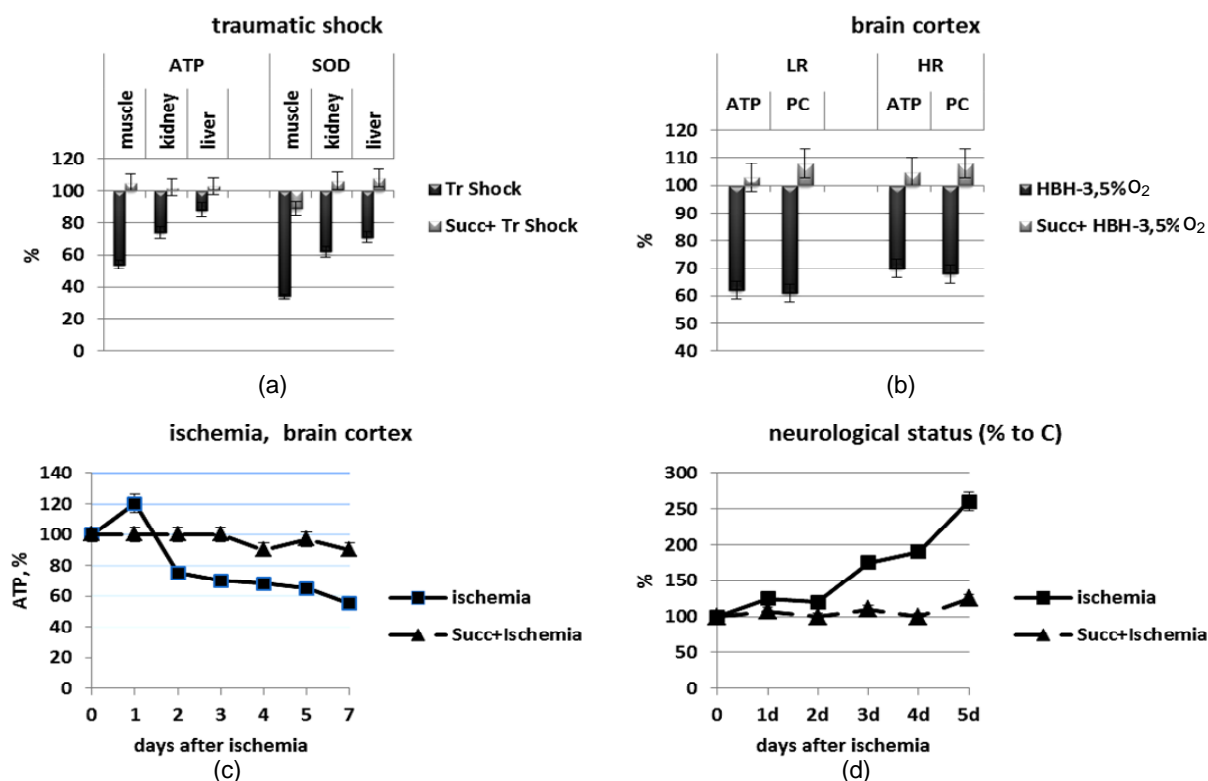 traumatic shock
ATP SOD
muscle kidney liver muscle kidney liver
120
100
80
60
40
20
0
%
Tr Shock
Succ+ Tr Shock
(a)
brain cortex
LR HR
ATP PC ATP PC
120
110
100
90
80
70
60
50
40
%
HBH-3,5%O₂
Succ+ HBH-3,5%O₂
(b)
ischemia, brain cortex
140
120
100
80
60
40
20
0
ATP, %
0 1 2 3 4 5 7
days after ischemia
ischemia
Succ+Ischemia
(c)
neurological status (% to C)
300
250
200
150
100
50
0
%
0 1d 2d 3d 4d 5d
days after ischemia
ischemia
Succ+Ischemia
(d)